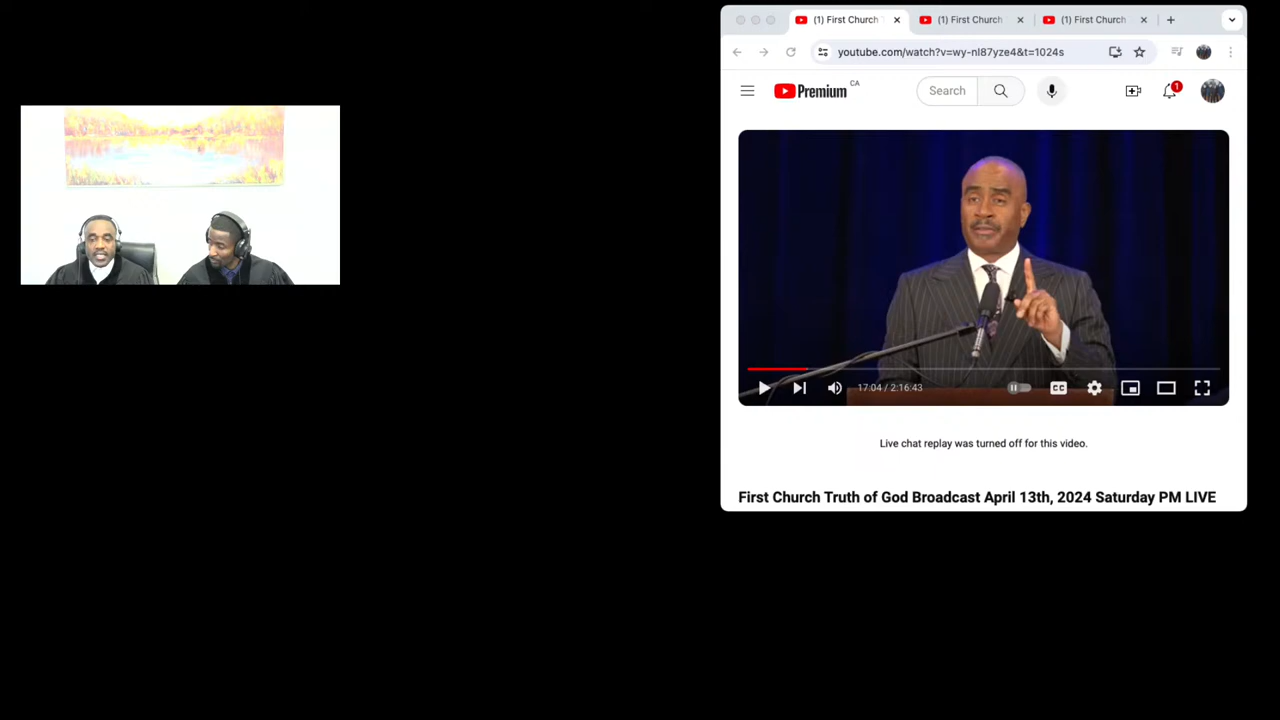 (1) First Church
(1) First Church
(1) First Church
youtube.com/watch?v=wy-nI87yze4&t=1024s
Premium CA
Search
1
17:04 / 2:16:43
CC
Live chat replay was turned off for this video.
First Church Truth of God Broadcast April 13th, 2024 Saturday PM LIVE